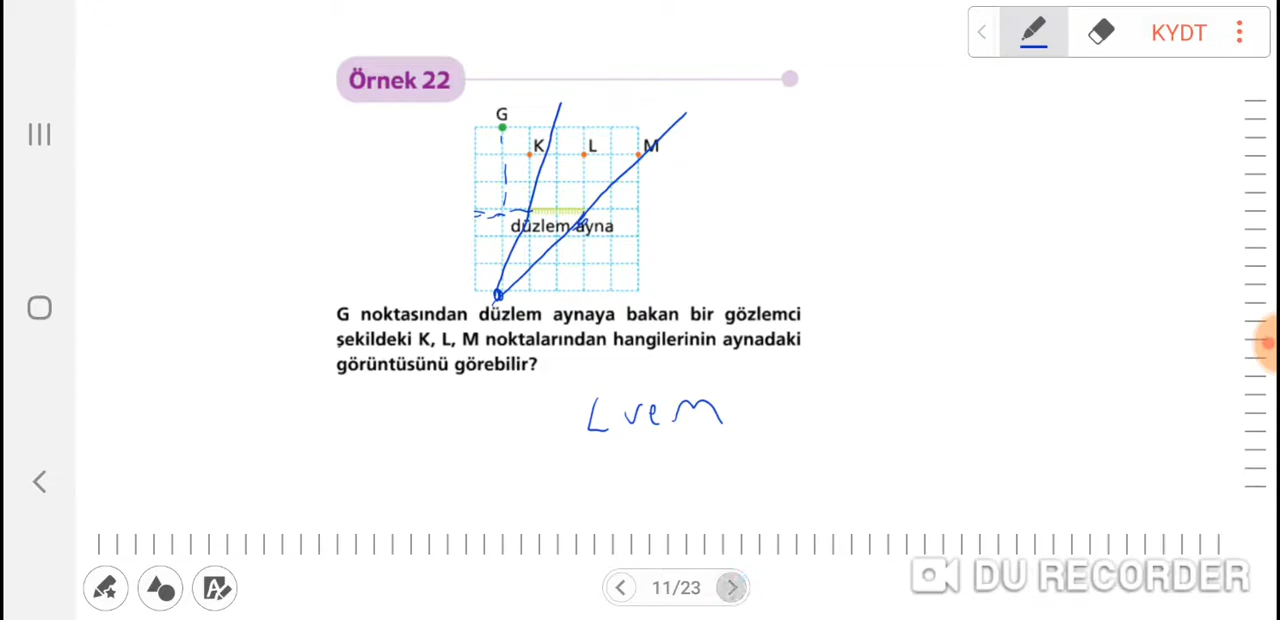 KYDT
Örnek 22
G
K
L
M
düzlem ayna
G noktasından düzlem aynaya bakan bir gözlemci
şekildeki K, L, M noktalarından hangilerinin aynadaki
görüntüsünü görebilir?
L ve M
11/23
DU RECORDER